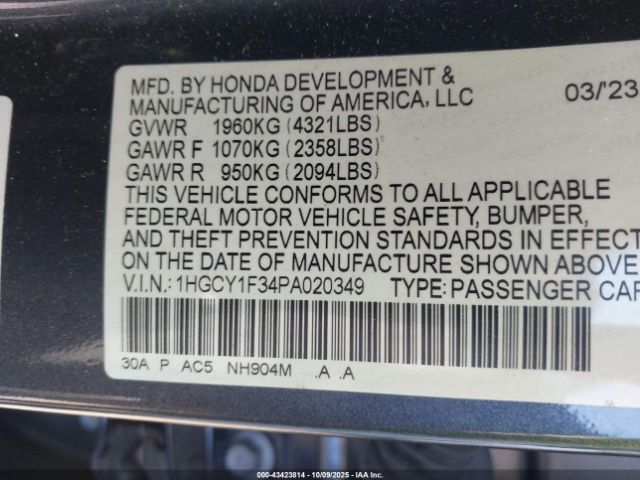 MFD. BY HONDA DEVELOPMENT &
MANUFACTURING OF AMERICA, LLC 03/'23
GVWR 1960KG (4321LBS)
GAWR F 1070KG (2358LBS)
GAWR R 950KG (2094LBS)
THIS VEHICLE CONFORMS TO ALL APPLICABLE
FEDERAL MOTOR VEHICLE SAFETY, BUMPER,
AND THEFT PREVENTION STANDARDS IN EFFECT
ON THE DATE OF MANUFACTURE SHOWN ABOVE
V.I.N.: 1HGCY1F34PA020349 TYPE: PASSENGER CAR
30A P AC5 NH904M .A .A
000-43423814 - 10/09/2025 - IAA Inc.